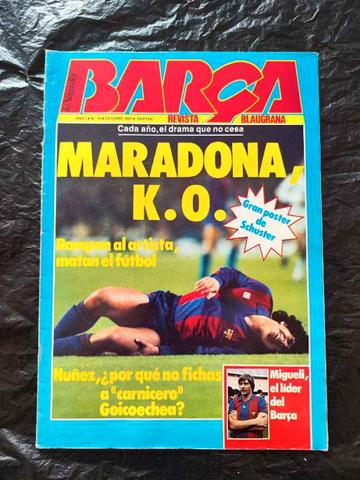 BARÇA
REVISTA BLAUGRANA
Cada año, el drama que no cesa
MARADONA,
K.O.
Gran poster
de
Schuster
Rompen al artista,
matan el fútbol
Nuñez, ¿por qué no fichas
a "carnicero"
Goicoechea?
Migueli,
el líder
del
Barça